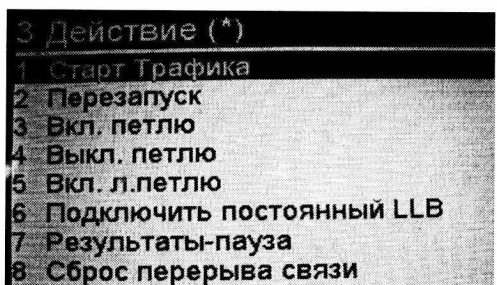 3 Действие (*)
1 Старт Трафика
2 Перезапуск
3 Вкл. петлю
4 Выкл. петлю
5 Вкл. л.петлю
6 Подключить постоянный LLB
7 Результаты-пауза
8 Сброс перерыва связи